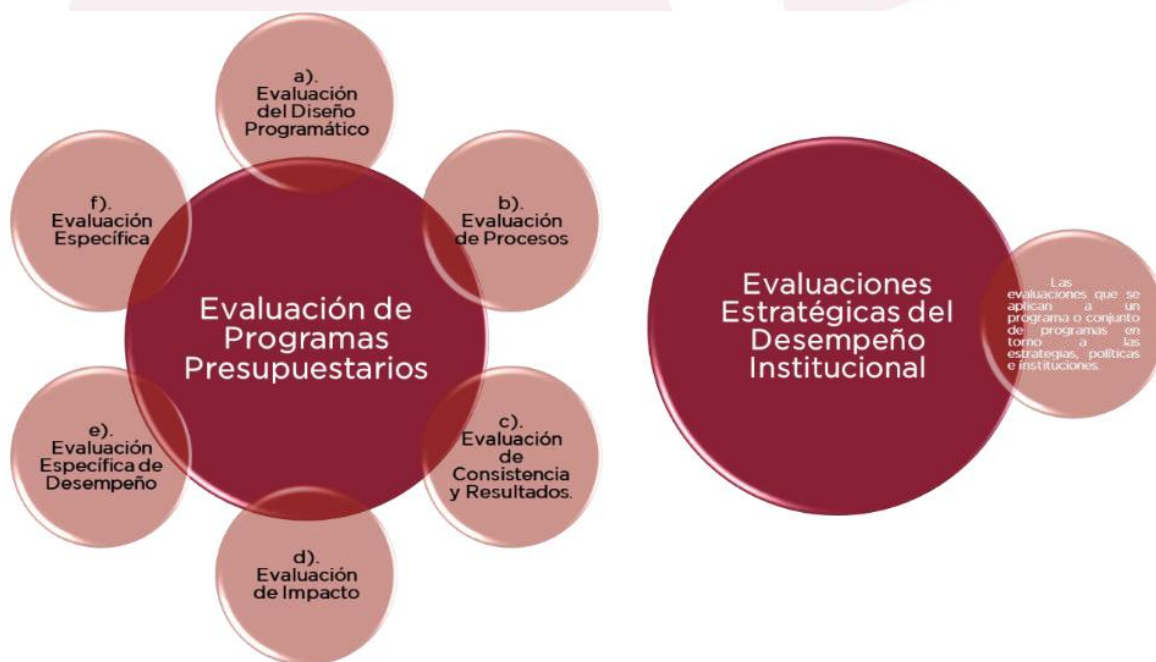 a).
Evaluación
del Diseño
Programático
b).
Evaluación
de Procesos
c).
Evaluación
de
Consistencia
y Resultados.
d).
Evaluación
de Impacto
e).
Evaluación
Específica de
Desempeño
f).
Evaluación
Específica
Evaluación de
Programas
Presupuestarios
Evaluaciones
Estratégicas del
Desempeño
Institucional
Las
evaluaciones que se
aplican a un
programa o conjunto
de programas en
torno a las
estrategias, políticas
e instituciones.